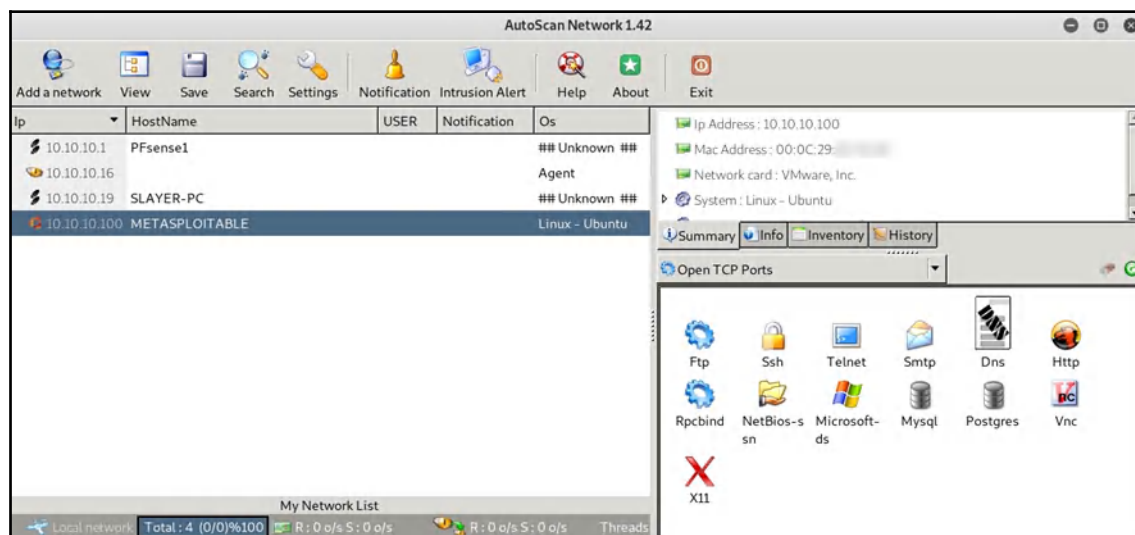 AutoScan Network 1.42
Add a network View Save Search Settings Notification Intrusion Alert Help About Exit
Ip HostName USER Notification Os
10.10.10.1 PFsense1 ## Unknown ##
10.10.10.16 Agent
10.10.10.19 SLAYER-PC ## Unknown ##
10.10.10.100 METASPLOITABLE Linux - Ubuntu
My Network List
Local network Total : 4 (0/0)%100 R : 0 o/s S : 0 o/s R : 0 o/s S : 0 o/s Threads
Ip Address : 10.10.10.100
Mac Address : 00:0C:29:
Network card : VMware, Inc.
System : Linux - Ubuntu
Summary Info Inventory History
Open TCP Ports
DNS
Ftp Ssh Telnet Smtp Dns Http
Rpcbind NetBios-s Microsoft- Mysql Postgres Vnc
sn ds
X11